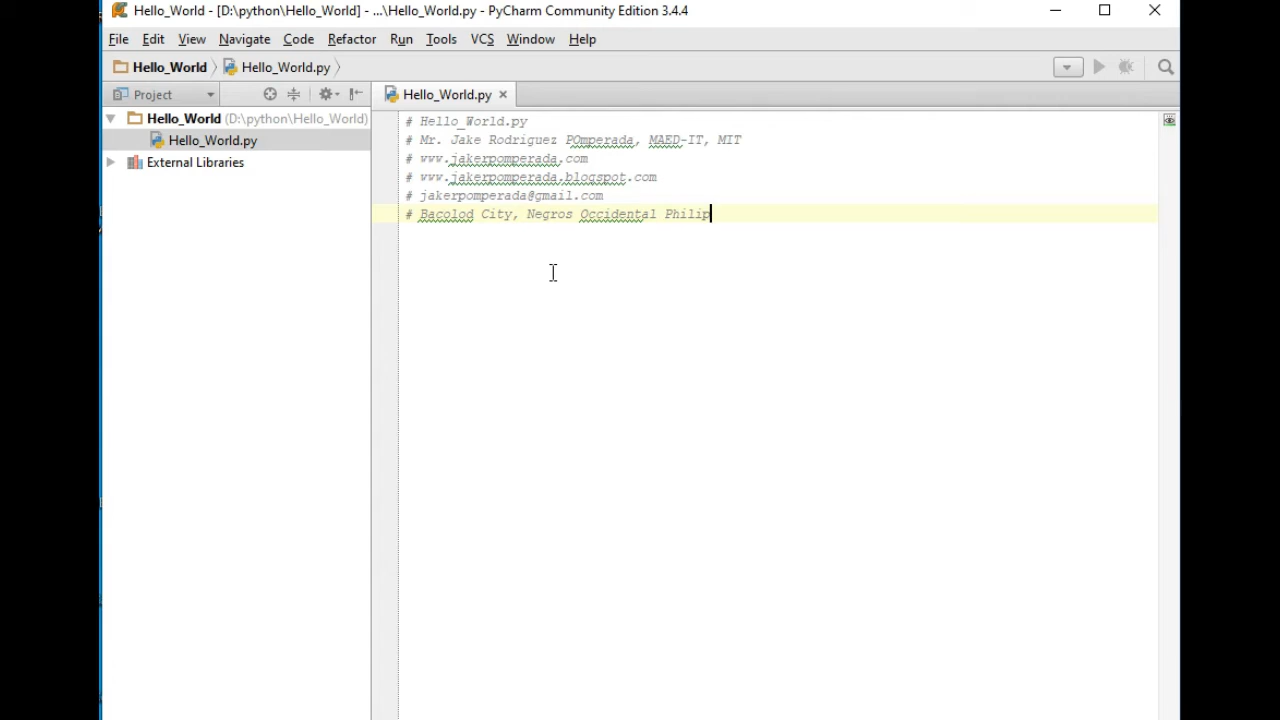 Hello_World - [D:\python\Hello_World] - ...\Hello_World.py - PyCharm Community Edition 3.4.4
File Edit View Navigate Code Refactor Run Tools VCS Window Help
Hello_World Hello_World.py
Project Hello_World.py
Hello_World (D:\python\Hello_World)
Hello_World.py
External Libraries
# Hello_World.py
# Mr. Jake Rodriguez POmperada, MAED-IT, MIT
# www.jakerpomperada.com
# www.jakerpomperada.blogspot.com
# jakerpomperada@gmail.com
# Bacolod City, Negros Occidental Philip